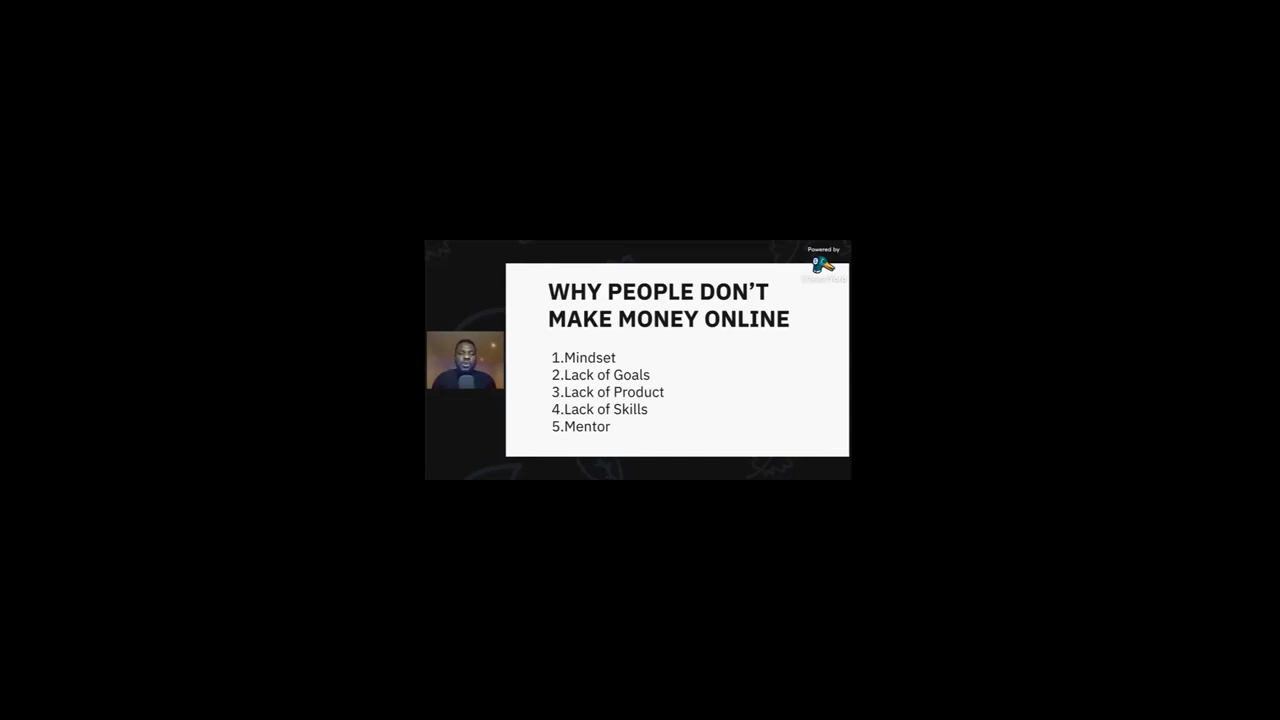 Powered by
WHY PEOPLE DON’T
MAKE MONEY ONLINE
1.Mindset
2.Lack of Goals
3.Lack of Product
4.Lack of Skills
5.Mentor